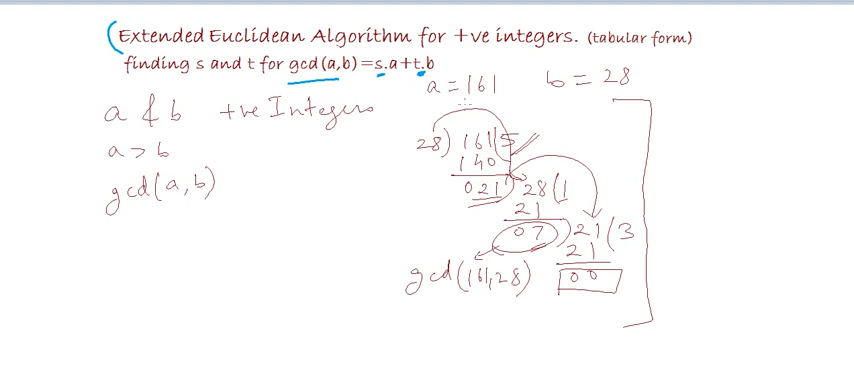 Extended Euclidean Algorithm for +ve integers. (tabular form)
finding s and t for gcd(a,b)=s.a+t.b
a = 161 b = 28
a & b +ve Integers
a > b
gcd(a, b)
28) 161 (5
140
021) 28 (1
21
07) 21 (3
21
00
gcd(161,28)